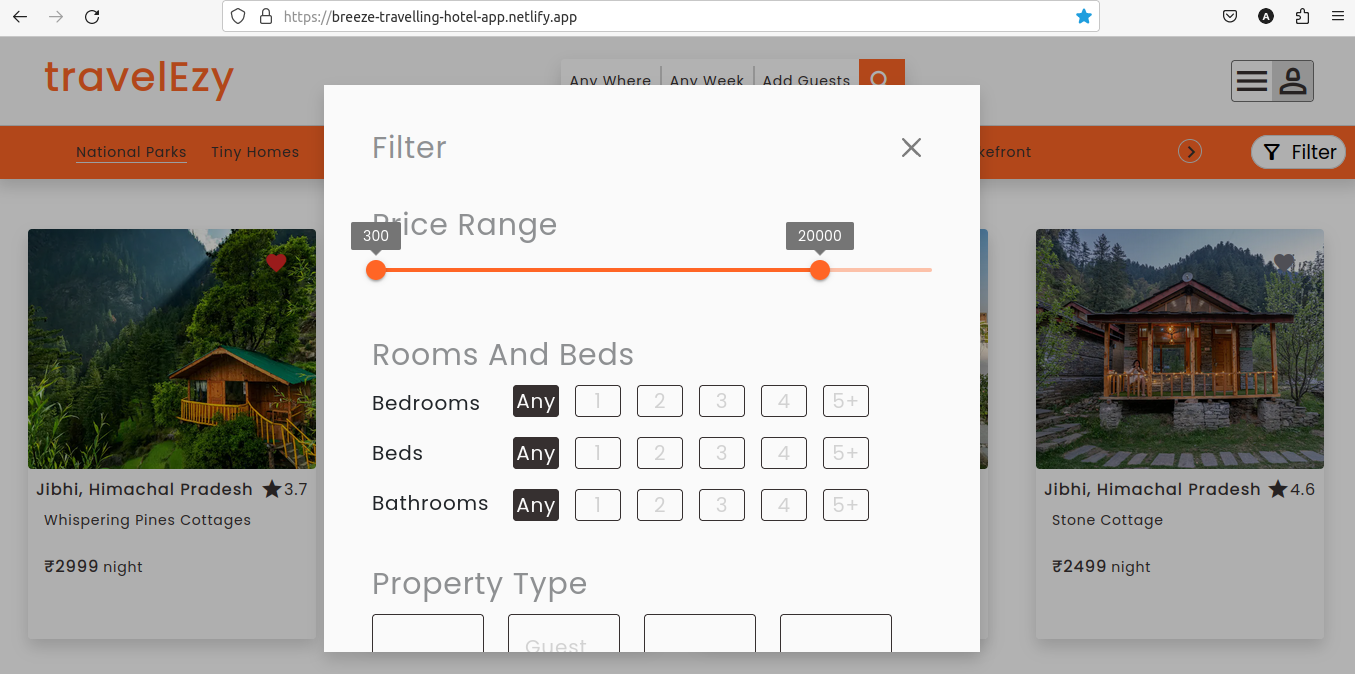 https://breeze-travelling-hotel-app.netlify.app
A
travelEzy
Any Where
Any Week
Add Guests
National Parks
Tiny Homes
kefront
Filter
Filter
Price Range
300
20000
Rooms And Beds
Bedrooms Any 1 2 3 4 5+
Beds Any 1 2 3 4 5+
Bathrooms Any 1 2 3 4 5+
Property Type
Guest
Jibhi, Himachal Pradesh 3.7
Whispering Pines Cottages
₹2999 night
Jibhi, Himachal Pradesh 4.6
Stone Cottage
₹2499 night